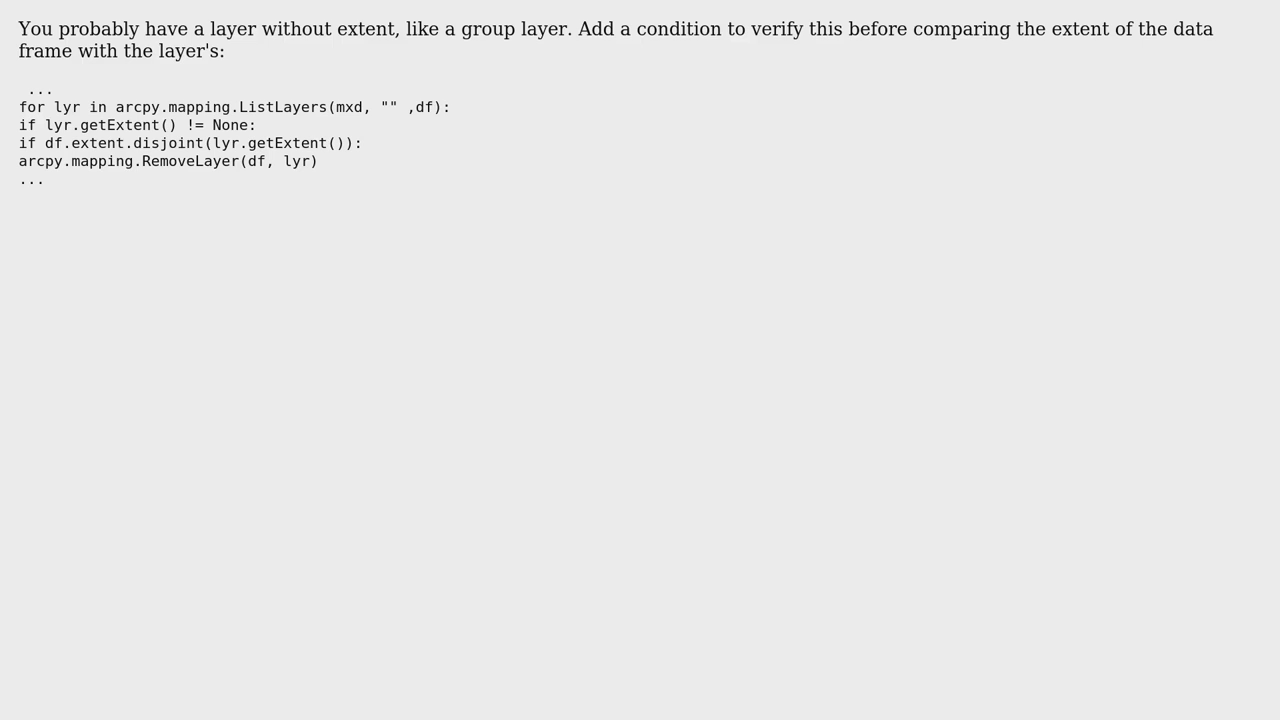 You probably have a layer without extent, like a group layer. Add a condition to verify this before comparing the extent of the data
frame with the layer's:
...
for lyr in arcpy.mapping.ListLayers(mxd, "" ,df):
if lyr.getExtent() != None:
if df.extent.disjoint(lyr.getExtent()):
arcpy.mapping.RemoveLayer(df, lyr)
...